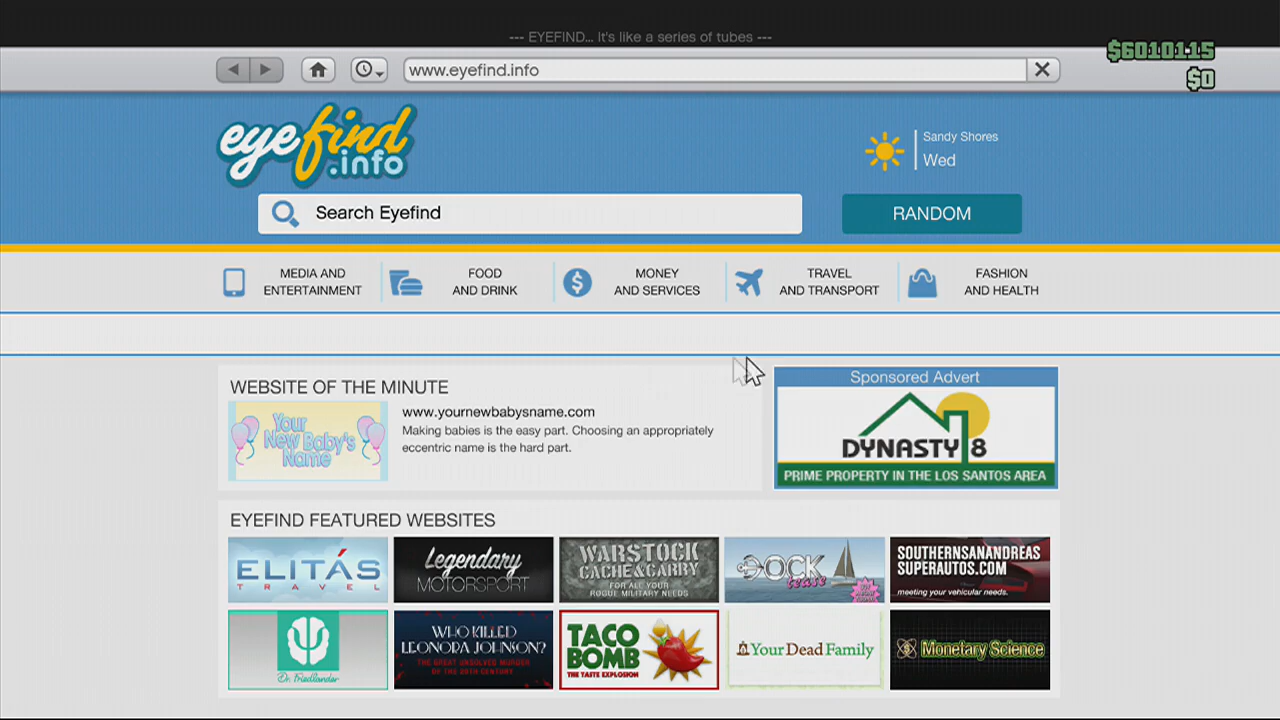 --- EYEFIND... It's like a series of tubes ---
$6010115
$0
www.eyefind.info
eyefind
.info
Sandy Shores
Wed
Search Eyefind
RANDOM
MEDIA AND
ENTERTAINMENT
FOOD
AND DRINK
MONEY
AND SERVICES
TRAVEL
AND TRANSPORT
FASHION
AND HEALTH
WEBSITE OF THE MINUTE
Your
New Baby's
Name
www.yournewbabysname.com
Making babies is the easy part. Choosing an appropriately
eccentric name is the hard part.
Sponsored Advert
DYNASTY 8
PRIME PROPERTY IN THE LOS SANTOS AREA
EYEFIND FEATURED WEBSITES
ELITÁS
TRAVEL
Legendary
MOTORSPORT
WARSTOCK
CACHE & CARRY
FOR ALL YOUR
ROGUE MILITARY NEEDS
DOCK
tease
SOUTHERNSANANDREAS
SUPERAUTOS.COM
meeting your vehicular needs.
Dr. Friedlander
WHO KILLED
LEONORA JOHNSON?
THE GREAT UNSOLVED MURDER
OF THE 20TH CENTURY
TACO
BOMB
THE TASTE EXPLOSION
Your Dead Family
Monetary Science